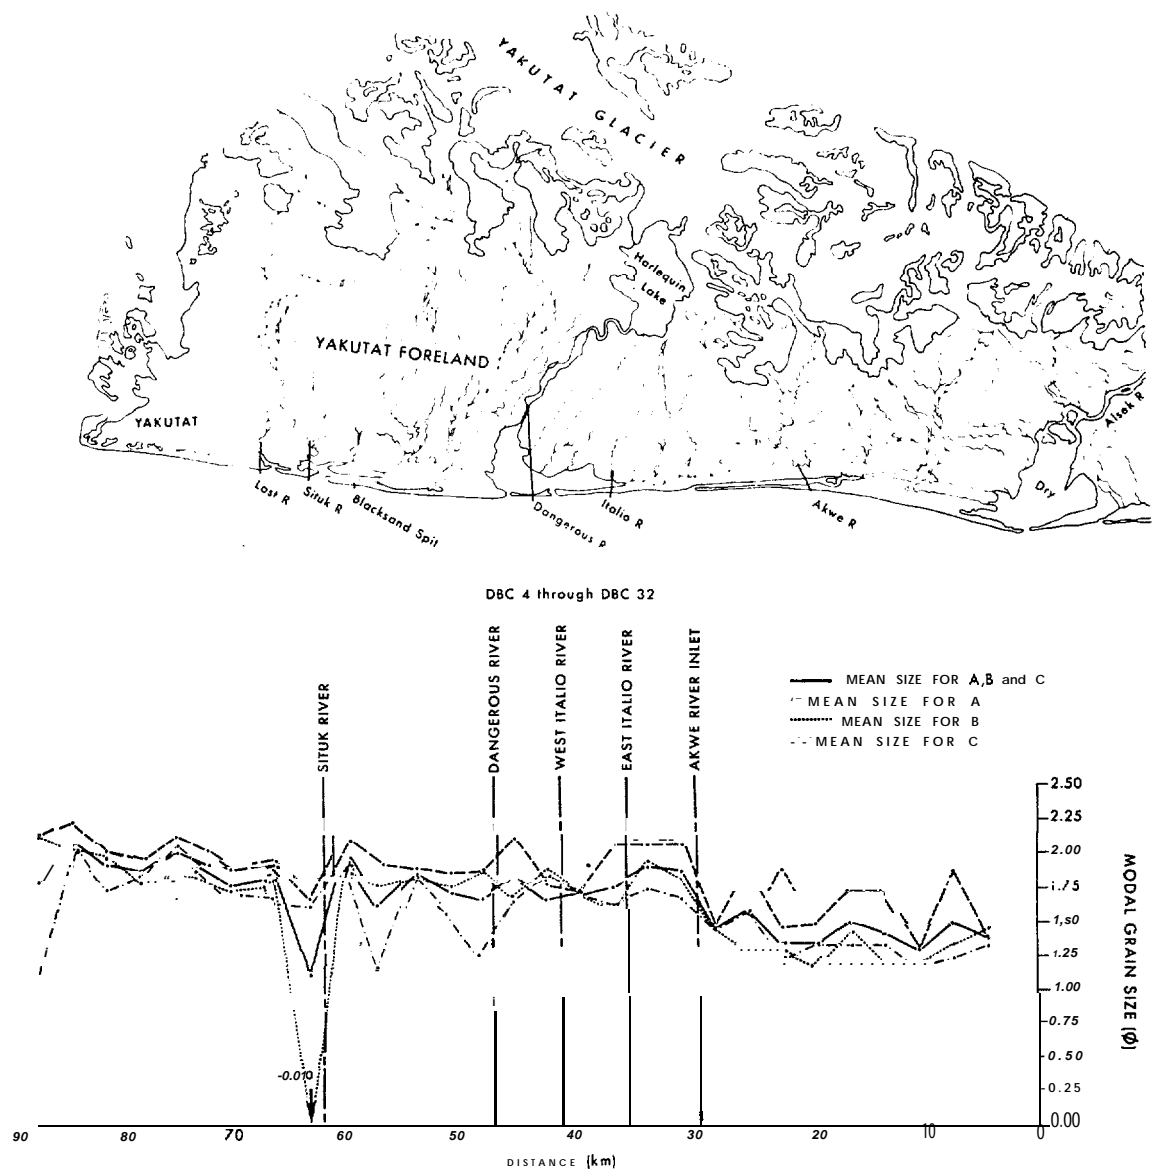 YAKUTAT GLACIER
Harlequin
Lake
YAKUTAT FORELAND
YAKUTAT
Alsek R
Dry
Lost R
Situk R
Blacksand Spit
Dangerous R
Italio R
Akwe R
DBC 4 through DBC 32
SITUK RIVER
DANGEROUS RIVER
WEST ITALIO RIVER
EAST ITALIO RIVER
AKWE RIVER INLET
MEAN SIZE FOR A,B and C
MEAN SIZE FOR A
MEAN SIZE FOR B
MEAN SIZE FOR C
2.50
2.25
2.00
1.75
1,50
1.25
1.00
0.75
0.50
0.25
0.00
MODAL GRAIN SIZE (Ø)
-0.010
90 80 70 60 50 40 30 20 10 0
DISTANCE (km)